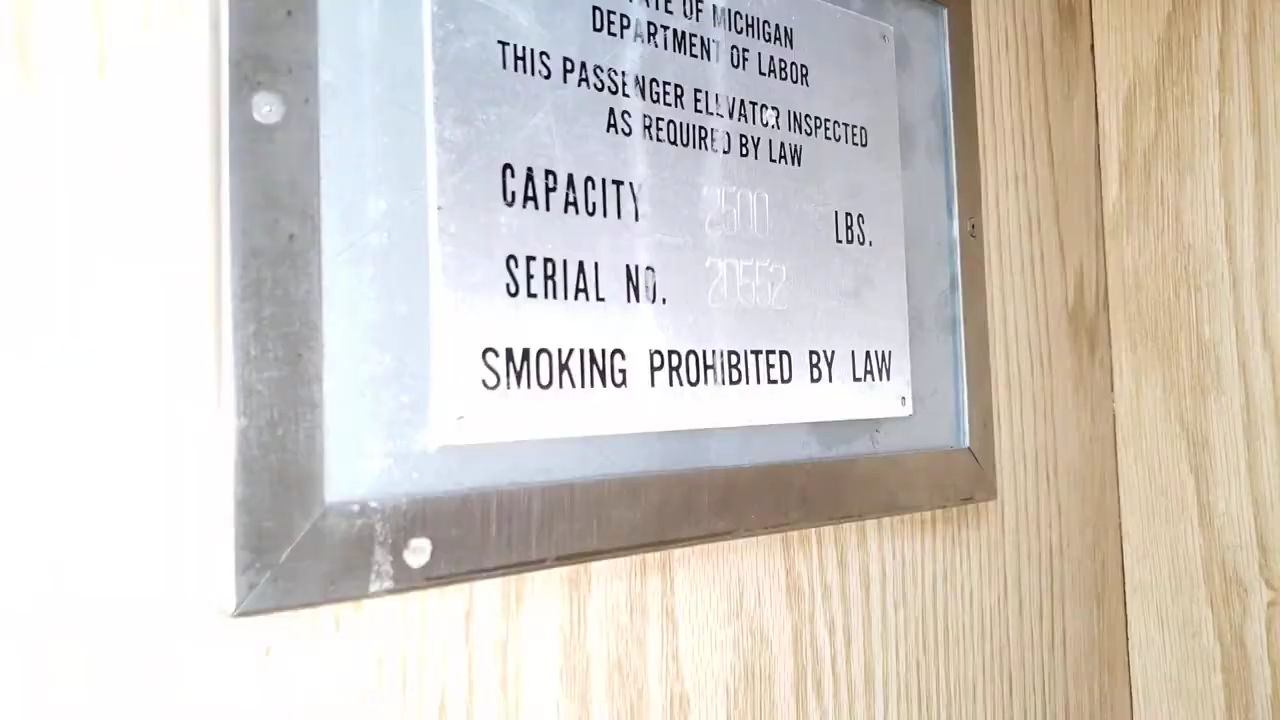 STATE OF MICHIGAN
DEPARTMENT OF LABOR
THIS PASSENGER ELEVATOR INSPECTED
AS REQUIRED BY LAW
CAPACITY 2500 LBS.
SERIAL NO. 20552
SMOKING PROHIBITED BY LAW